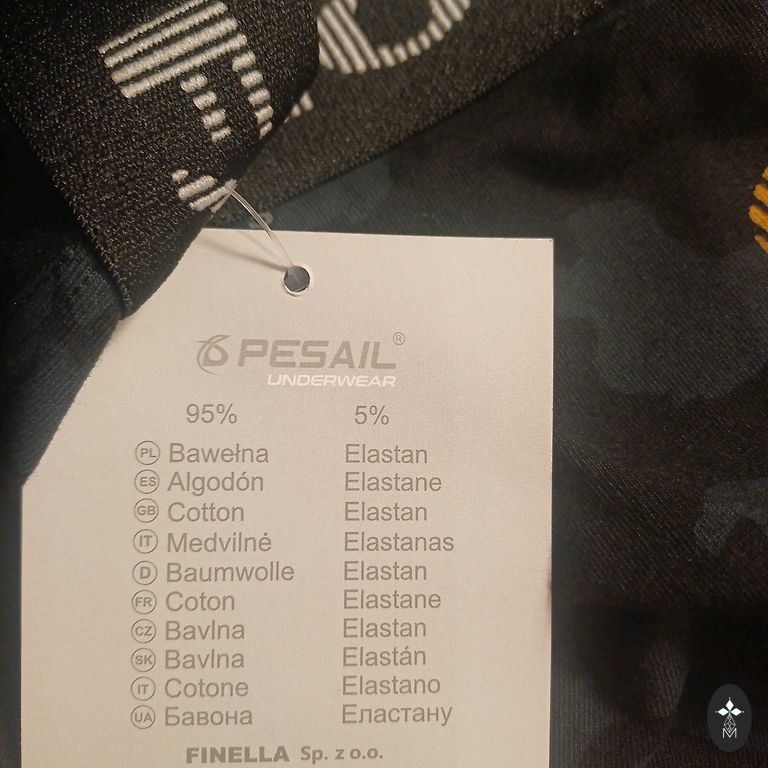 PESAIL®
UNDERWEAR
95% 5%
PL Bawełna Elastan
ES Algodón Elastane
GB Cotton Elastan
IT Medvilnė Elastanas
D Baumwolle Elastan
FR Coton Elastane
CZ Bavlna Elastan
SK Bavlna Elastán
IT Cotone Elastano
UA Бавона Еластану
FINELLA Sp. z o.o.